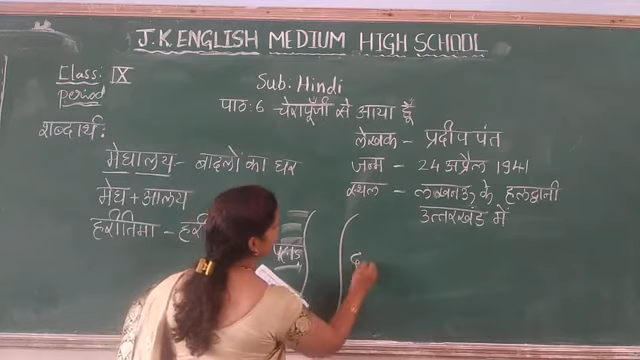 J.K. ENGLISH MEDIUM HIGH SCHOOL
Class: IX
Sub: Hindi
Period
पाठ: 6 चेरापूँजी से आया हूँ
शब्दार्थ:
लेखक - प्रदीप पंत
मेघालय - बादलों का घर
जन्म - 24 अप्रैल 1941
मेघ + आलय
स्थल - लखनऊ के हलद्वानी
उत्तरखंड में
हरीतिमा - हरी